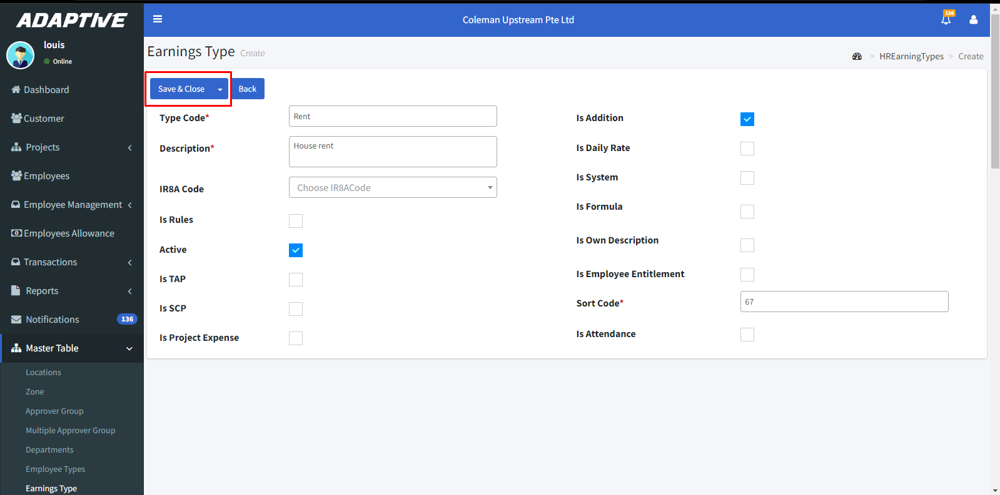 ADAPTIVE
louis
Online
Dashboard
Customer
Projects
Employees
Employee Management
Employees Allowance
Transactions
Reports
Notifications 136
Master Table
Locations
Zone
Approver Group
Multiple Approver Group
Departments
Employee Types
Earnings Type
Coleman Upstream Pte Ltd
136
Earnings Type Create
> HREarningTypes > Create
Save & Close Back
Type Code* Rent
Description* House rent
IR8A Code Choose IR8ACode
Is Rules
Active
Is TAP
Is SCP
Is Project Expense
Is Addition
Is Daily Rate
Is System
Is Formula
Is Own Description
Is Employee Entitlement
Sort Code* 67
Is Attendance